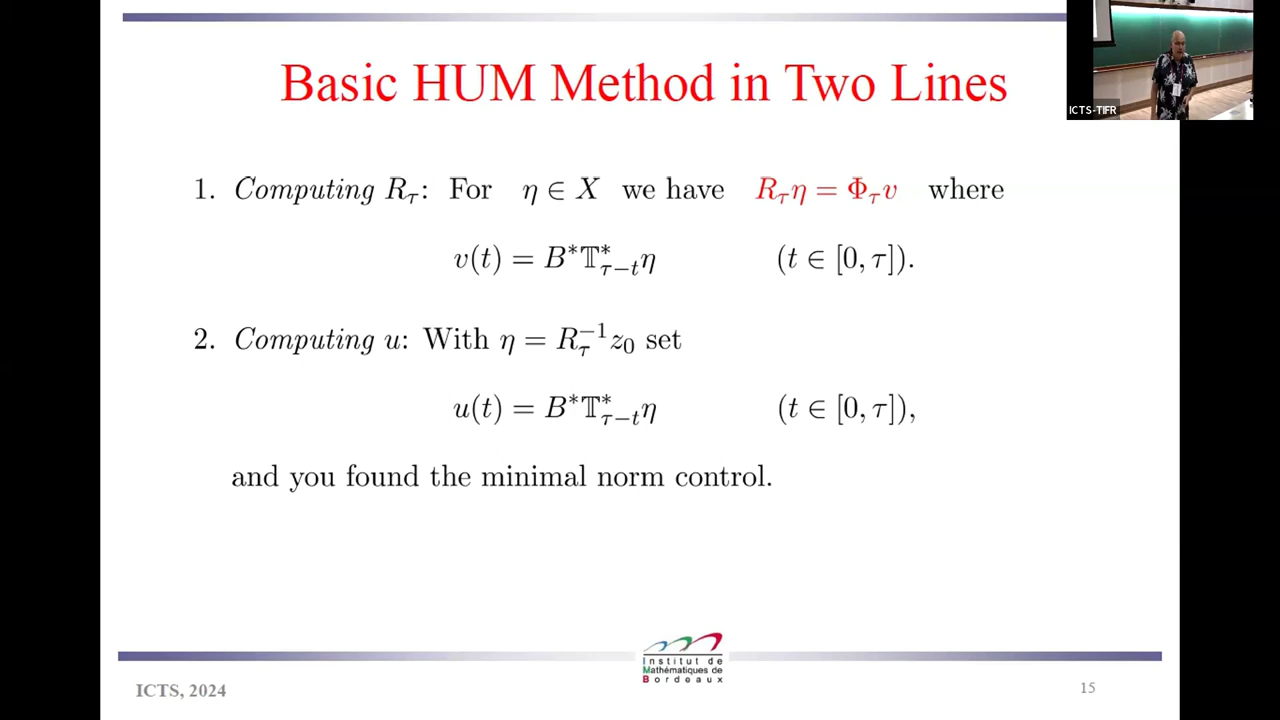 Basic HUM Method in Two Lines
ICTS-TIFR
1. Computing R_τ: For η ∈ X we have R_τ η = Φ_τ v where
v(t) = B*𝕋*_{τ−t} η (t ∈ [0, τ]).
2. Computing u: With η = R_τ^{−1} z_0 set
u(t) = B*𝕋*_{τ−t} η (t ∈ [0, τ]),
and you found the minimal norm control.
Institut de
Mathématiques de
Bordeaux
ICTS, 2024
15